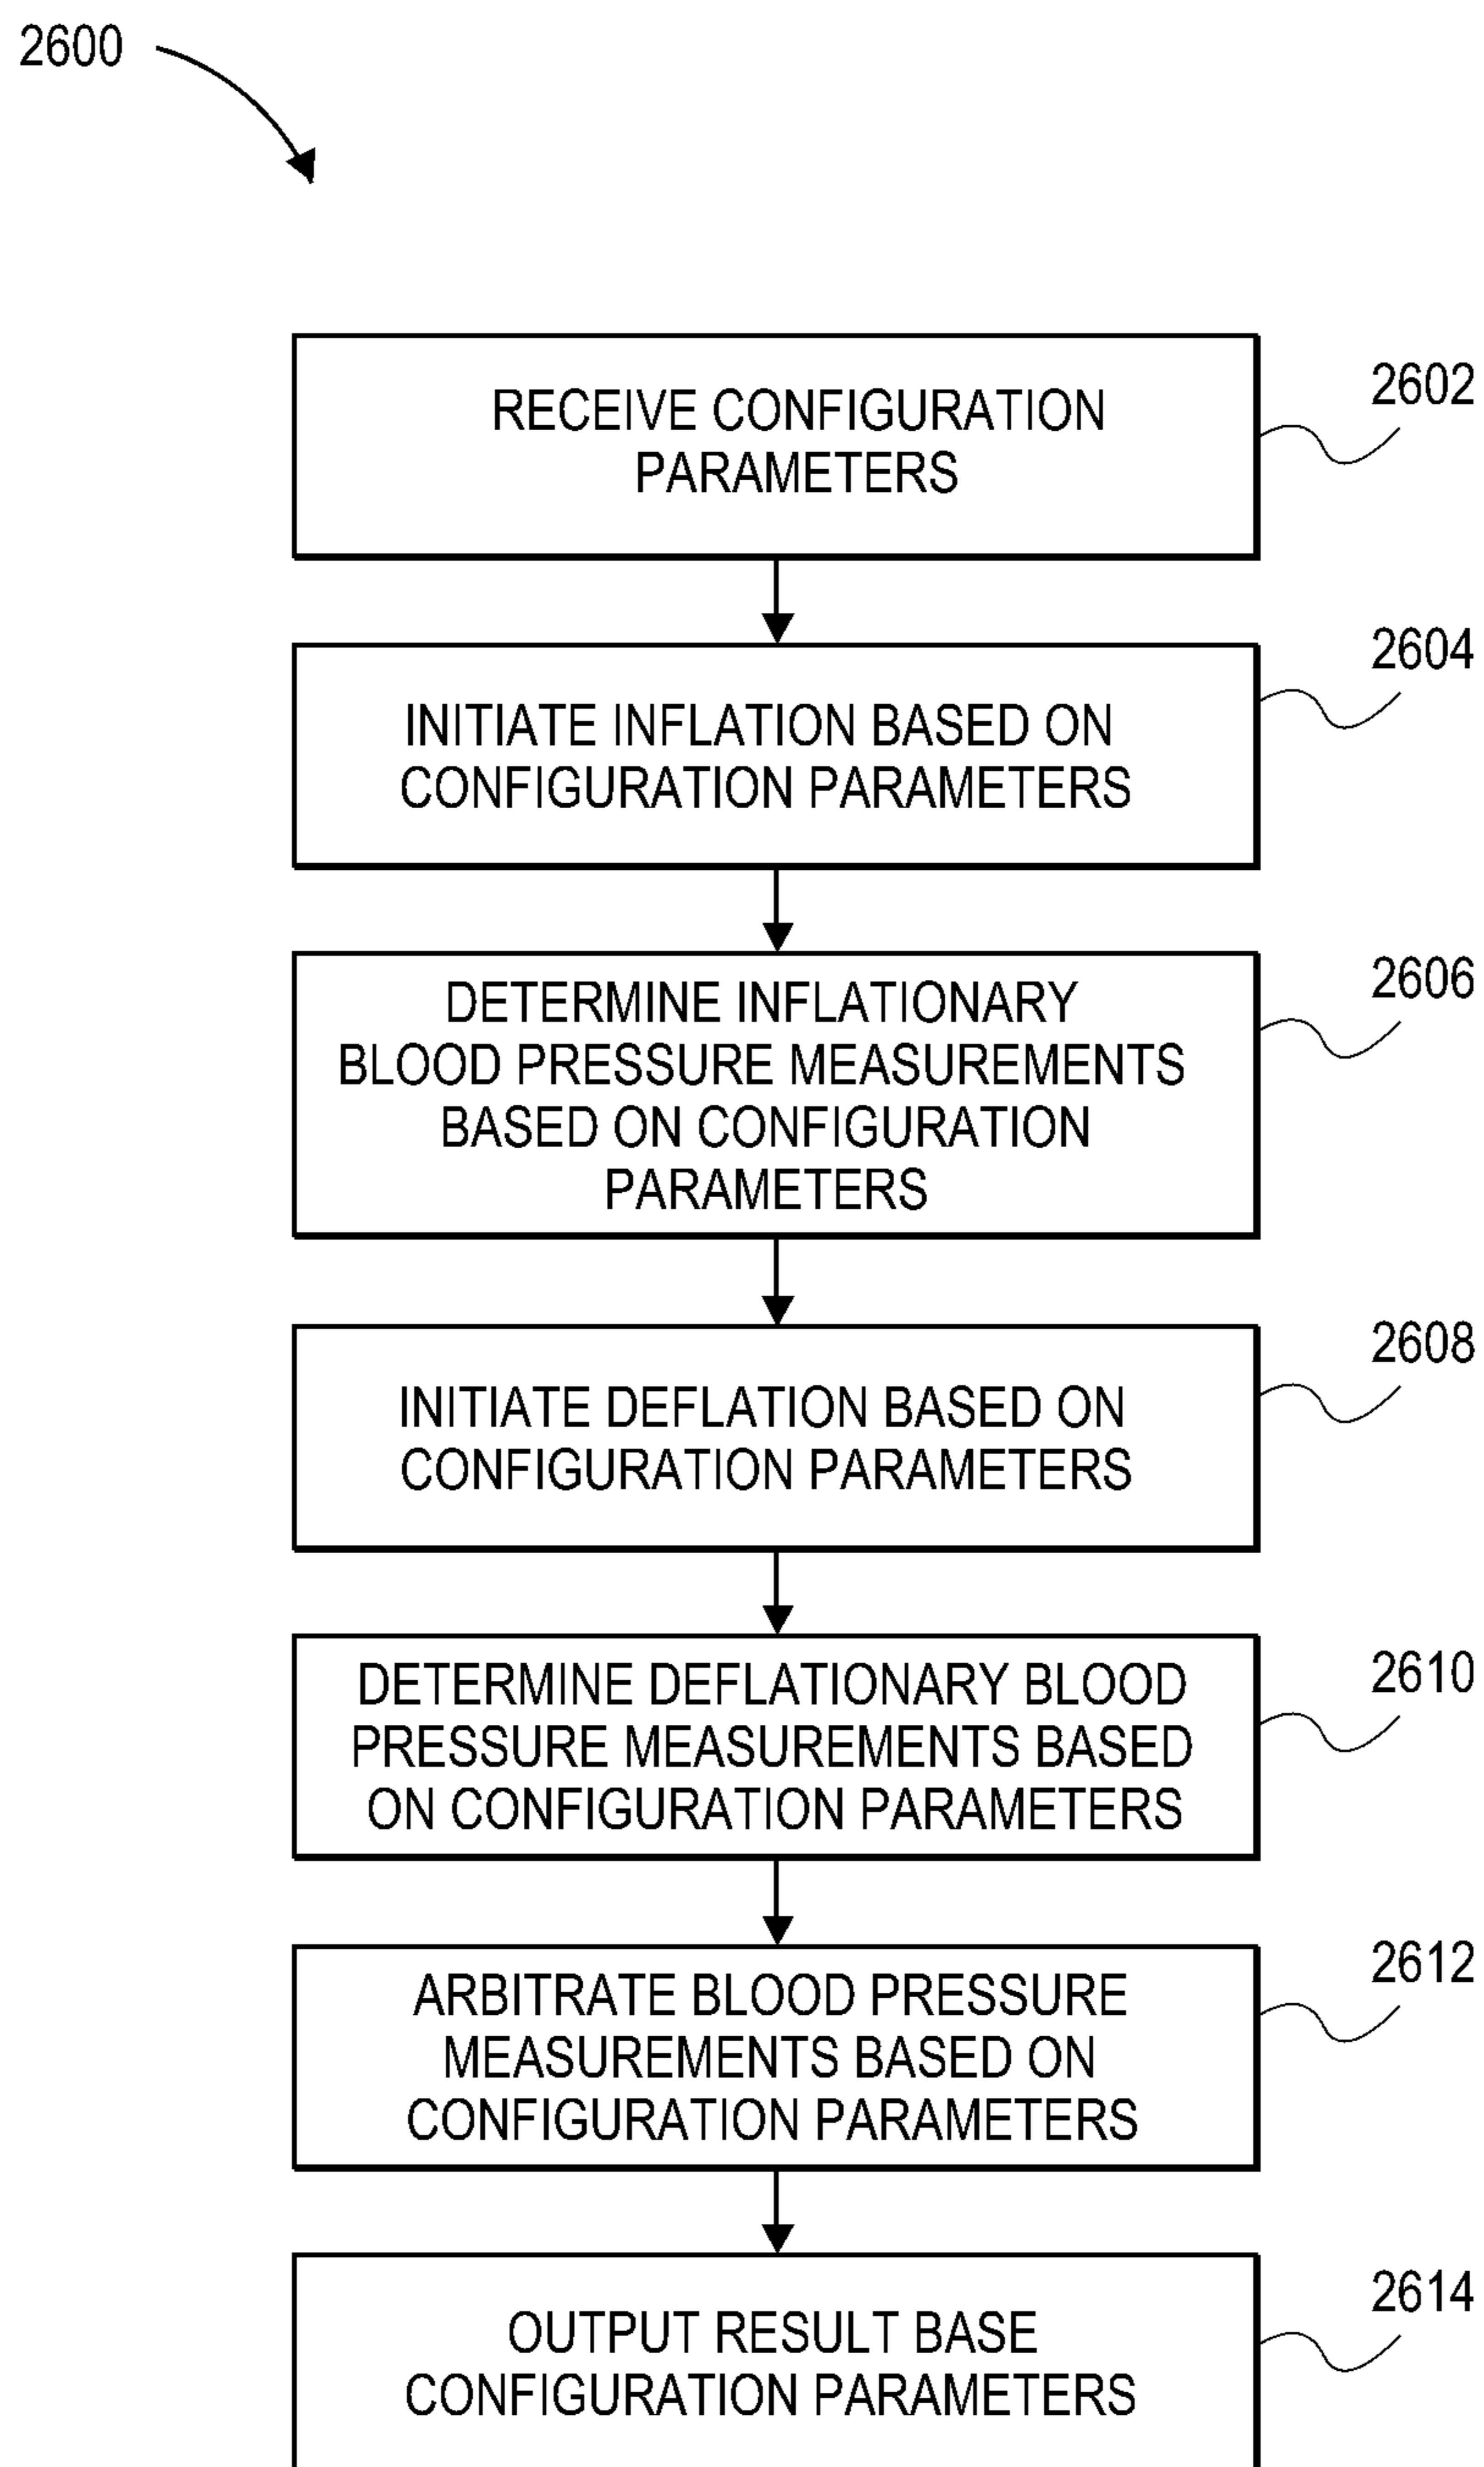 2600
RECEIVE CONFIGURATION
PARAMETERS
2602
INITIATE INFLATION BASED ON
CONFIGURATION PARAMETERS
2604
DETERMINE INFLATIONARY
BLOOD PRESSURE MEASUREMENTS
BASED ON CONFIGURATION
PARAMETERS
2606
INITIATE DEFLATION BASED ON
CONFIGURATION PARAMETERS
2608
DETERMINE DEFLATIONARY BLOOD
PRESSURE MEASUREMENTS BASED
ON CONFIGURATION PARAMETERS
2610
ARBITRATE BLOOD PRESSURE
MEASUREMENTS BASED ON
CONFIGURATION PARAMETERS
2612
OUTPUT RESULT BASE
CONFIGURATION PARAMETERS
2614